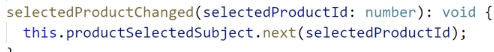 selectedProductChanged(selectedProductId: number): void {
this.productSelectedSubject.next(selectedProductId);
}